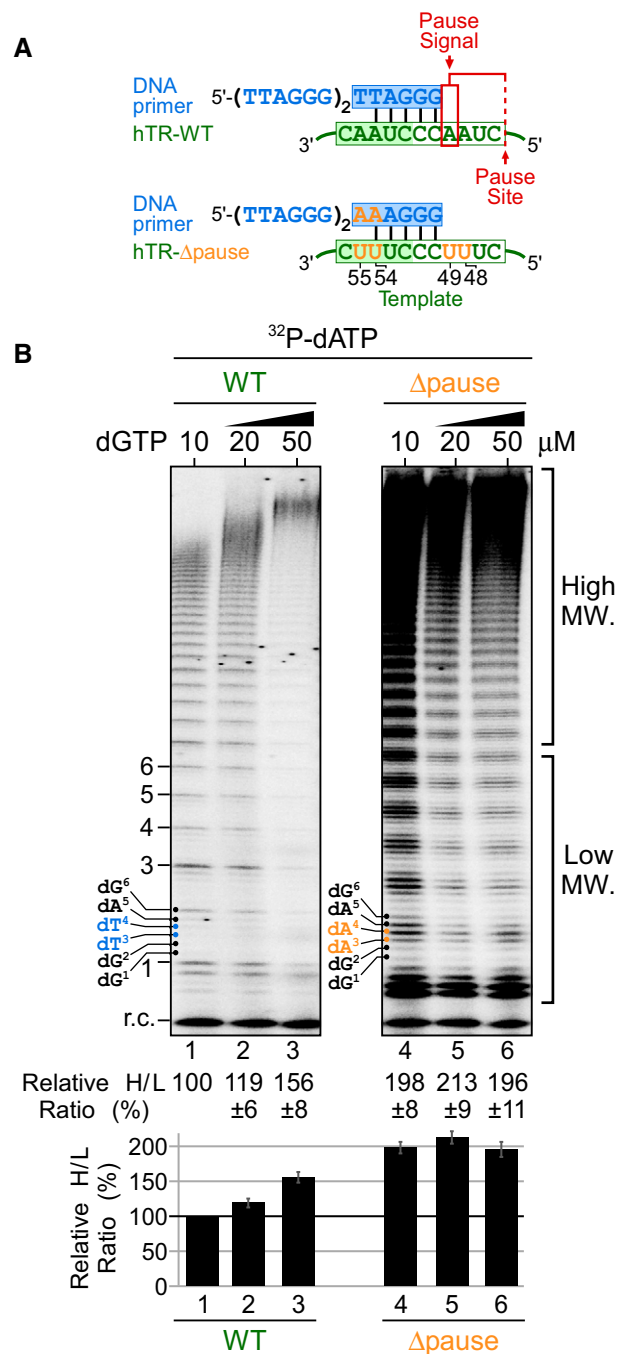 A
Pause
Signal
DNA
primer
5'-(TTAGGG)2TTAGGG
hTR-WT
3' CAAUCCCAAUC 5'
Pause
Site
DNA
primer
5'-(TTAGGG)2AAAGGG
hTR-Δpause
3' CUUUCCCUUUC 5'
55 54 49 48
Template
B
32P-dATP
WT Δpause
dGTP 10 20 50 10 20 50 μM
High
MW.
6
5
4
3
Low
MW.
dG6
dA5
dT4
dT3
dG2
dG1
1
r.c.
dG6
dA5
dA4
dA3
dG2
dG1
1 2 3 4 5 6
Relative H/L 100 119 156 198 213 196
Ratio (%) ±6 ±8 ±8 ±9 ±11
Relative H/L
Ratio (%)
200
150
100
50
0
1 2 3 4 5 6
WT Δpause